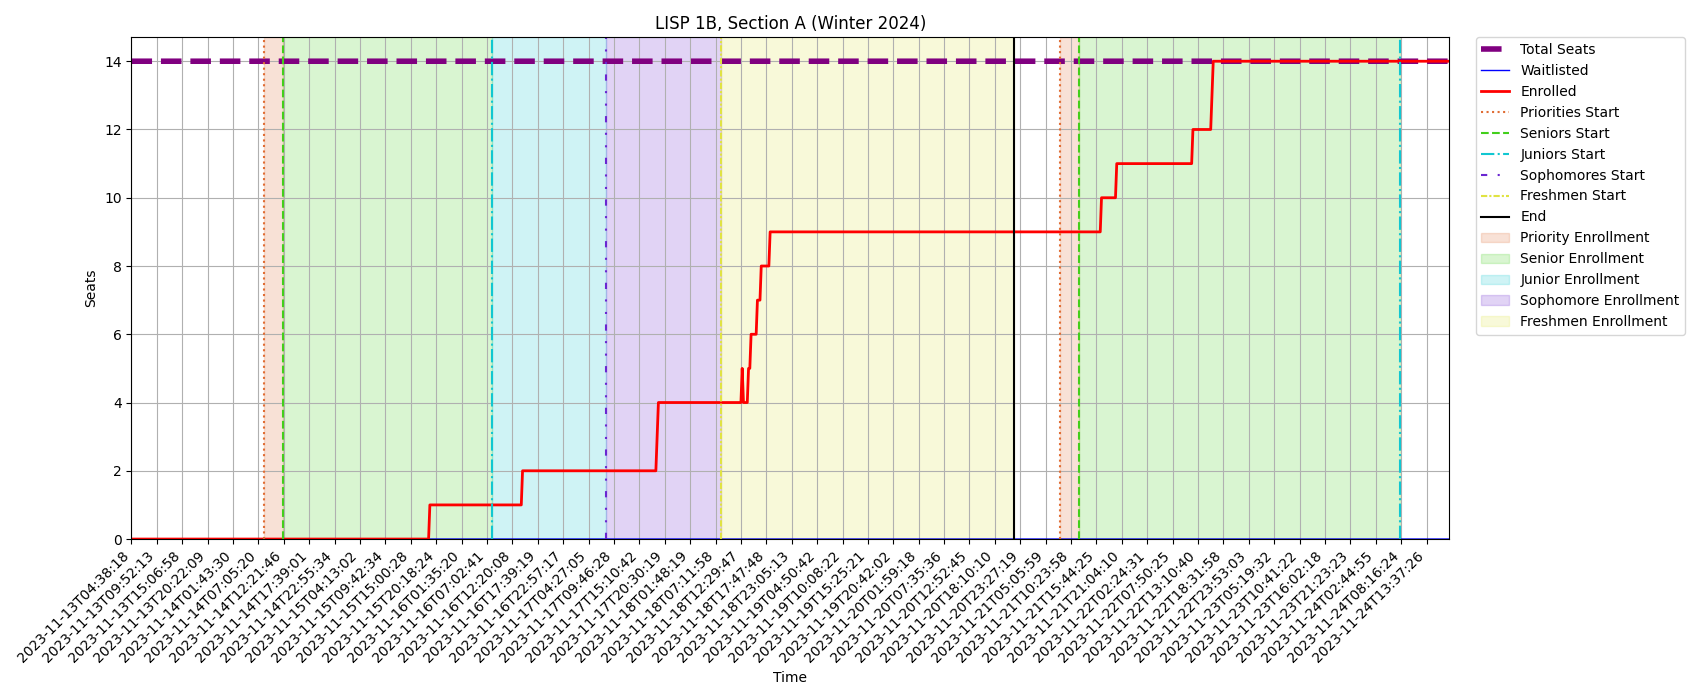 LISP 1B, Section A (Winter 2024)
Seats
14
12
10
8
6
4
2
0
2023-11-13T04:38:18
2023-11-13T09:52:13
2023-11-13T15:06:58
2023-11-13T20:22:09
2023-11-14T01:43:30
2023-11-14T07:05:20
2023-11-14T12:21:46
2023-11-14T17:39:01
2023-11-14T22:55:34
2023-11-15T04:13:02
2023-11-15T09:42:34
2023-11-15T15:00:28
2023-11-15T20:18:24
2023-11-16T01:35:20
2023-11-16T07:02:41
2023-11-16T12:20:08
2023-11-16T17:39:19
2023-11-16T22:57:17
2023-11-17T04:27:05
2023-11-17T09:46:28
2023-11-17T15:10:42
2023-11-17T20:30:19
2023-11-18T01:48:19
2023-11-18T07:11:58
2023-11-18T12:29:47
2023-11-18T17:47:48
2023-11-18T23:05:13
2023-11-19T04:50:42
2023-11-19T10:08:22
2023-11-19T15:25:21
2023-11-19T20:42:02
2023-11-20T01:59:18
2023-11-20T07:35:36
2023-11-20T12:52:45
2023-11-20T18:10:10
2023-11-20T23:27:19
2023-11-21T05:05:59
2023-11-21T10:23:58
2023-11-21T15:44:25
2023-11-21T21:04:10
2023-11-22T02:24:31
2023-11-22T07:50:25
2023-11-22T13:10:40
2023-11-22T18:31:58
2023-11-22T23:53:03
2023-11-23T05:19:32
2023-11-23T10:41:22
2023-11-23T16:02:18
2023-11-23T21:23:23
2023-11-24T02:44:55
2023-11-24T08:16:24
2023-11-24T13:37:26
Time
Total Seats
Waitlisted
Enrolled
Priorities Start
Seniors Start
Juniors Start
Sophomores Start
Freshmen Start
End
Priority Enrollment
Senior Enrollment
Junior Enrollment
Sophomore Enrollment
Freshmen Enrollment